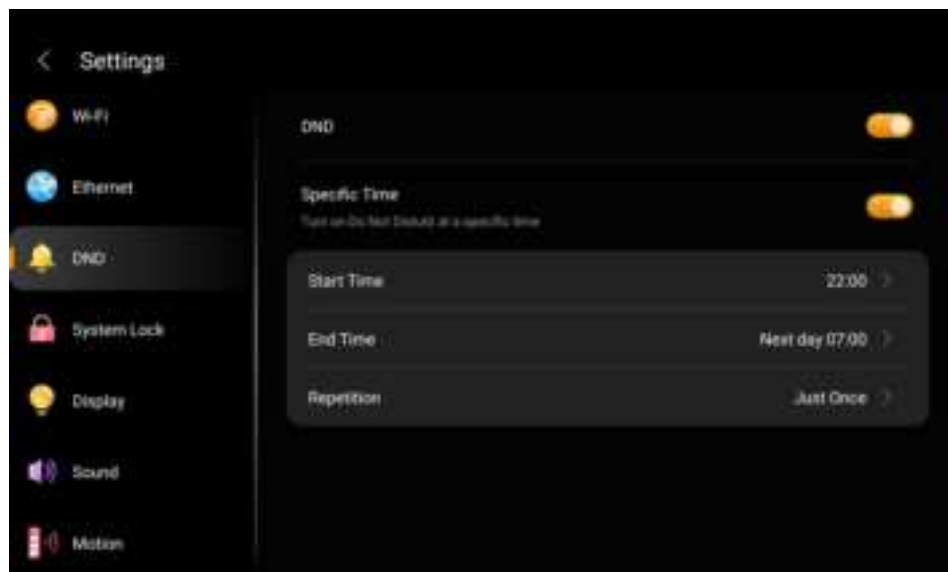 Settings
Wi-Fi
Ethernet
DND
System Lock
Display
Sound
Motion
DND
Specific Time
Turn on Do Not Disturb at a specific time
Start Time 22:00
End Time Next day 07:00
Repetition Just Once